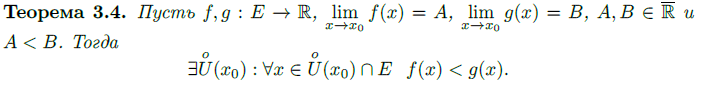 Теорема 3.4. Пусть f, g : E → ℝ, lim_{x→x₀} f(x) = A, lim_{x→x₀} g(x) = B, A, B ∈ ℝ̅ и
A < B. Тогда
∃Ů(x₀) : ∀x ∈ Ů(x₀) ∩ E f(x) < g(x).